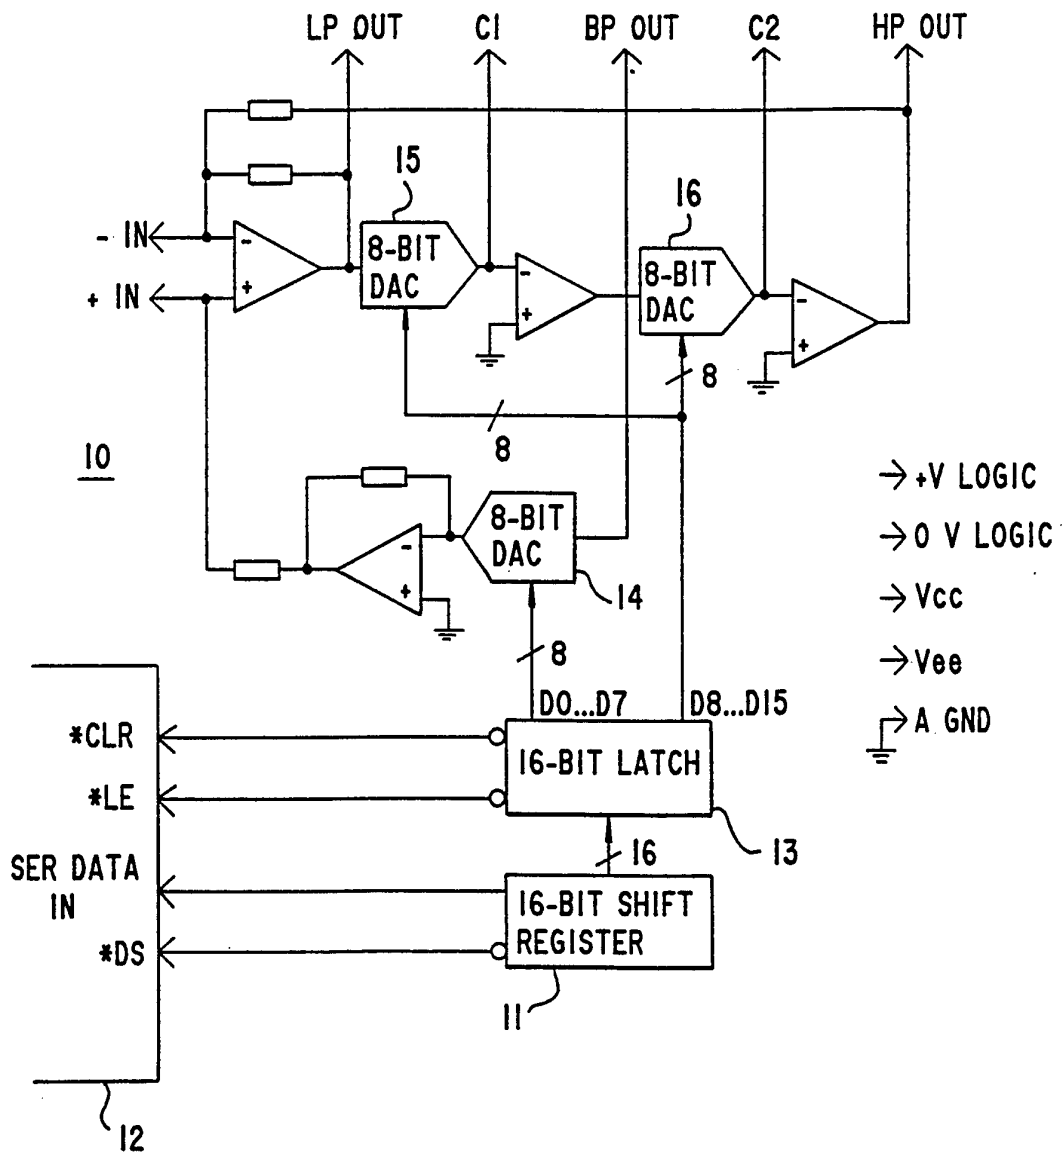 LP OUT
C1
BP OUT
C2
HP OUT
15
16
- IN
+ IN
8-BIT
DAC
8-BIT
DAC
-
+
-
+
-
+
8
8
10
8-BIT
DAC
-
+
14
8
+V LOGIC
0 V LOGIC
Vcc
Vee
A GND
D0...D7
D8...D15
*CLR
*LE
SER DATA
IN
*DS
16-BIT LATCH
13
16
16-BIT SHIFT
REGISTER
11
12